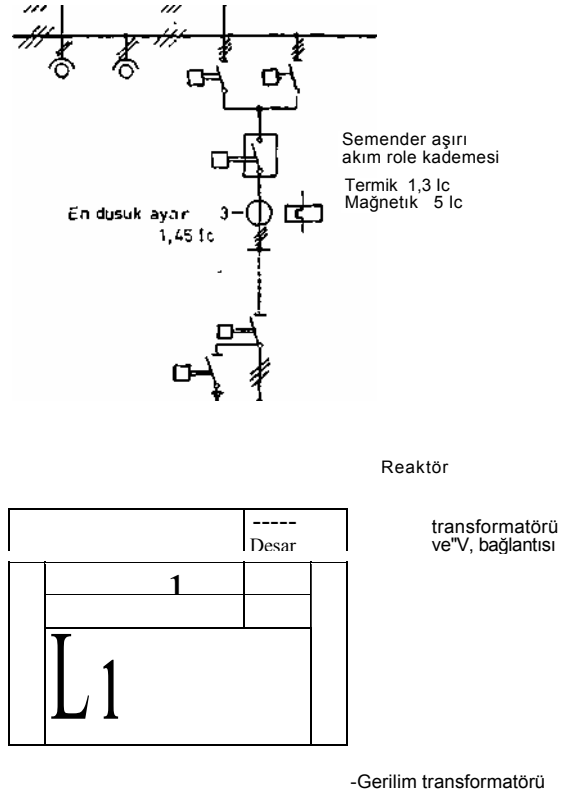 Semender aşırı
akım role kademesi
Termik 1,3 Ic
Mağnetık 5 Ic
En dusuk ayar 3
1,45 Ic
Reaktör
-----
Desar
transformatörü
ve"V, bağlantısı
1
L1
-Gerilim transformatörü